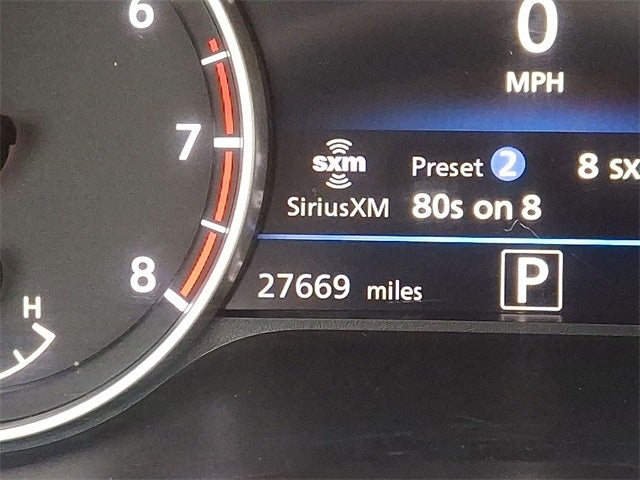 6
0
MPH
7
sxm
Preset 2
8 sx
SiriusXM
80s on 8
8
27669 miles
P
H